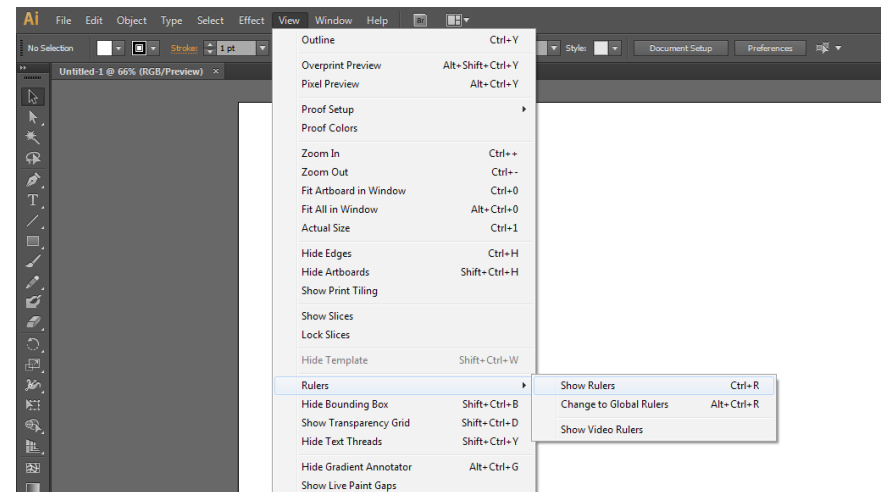 Ai File Edit Object Type Select Effect View Window Help Br
No Selection Stroke: 1 pt Style: Document Setup Preferences
Untitled-1 @ 66% (RGB/Preview) ×
Outline Ctrl+Y
Overprint Preview Alt+Shift+Ctrl+Y
Pixel Preview Alt+Ctrl+Y
Proof Setup
Proof Colors
Zoom In Ctrl++
Zoom Out Ctrl+-
Fit Artboard in Window Ctrl+0
Fit All in Window Alt+Ctrl+0
Actual Size Ctrl+1
Hide Edges Ctrl+H
Hide Artboards Shift+Ctrl+H
Show Print Tiling
Show Slices
Lock Slices
Hide Template Shift+Ctrl+W
Rulers Show Rulers Ctrl+R
Hide Bounding Box Shift+Ctrl+B Change to Global Rulers Alt+Ctrl+R
Show Transparency Grid Shift+Ctrl+D Show Video Rulers
Hide Text Threads Shift+Ctrl+Y
Hide Gradient Annotator Alt+Ctrl+G
Show Live Paint Gaps